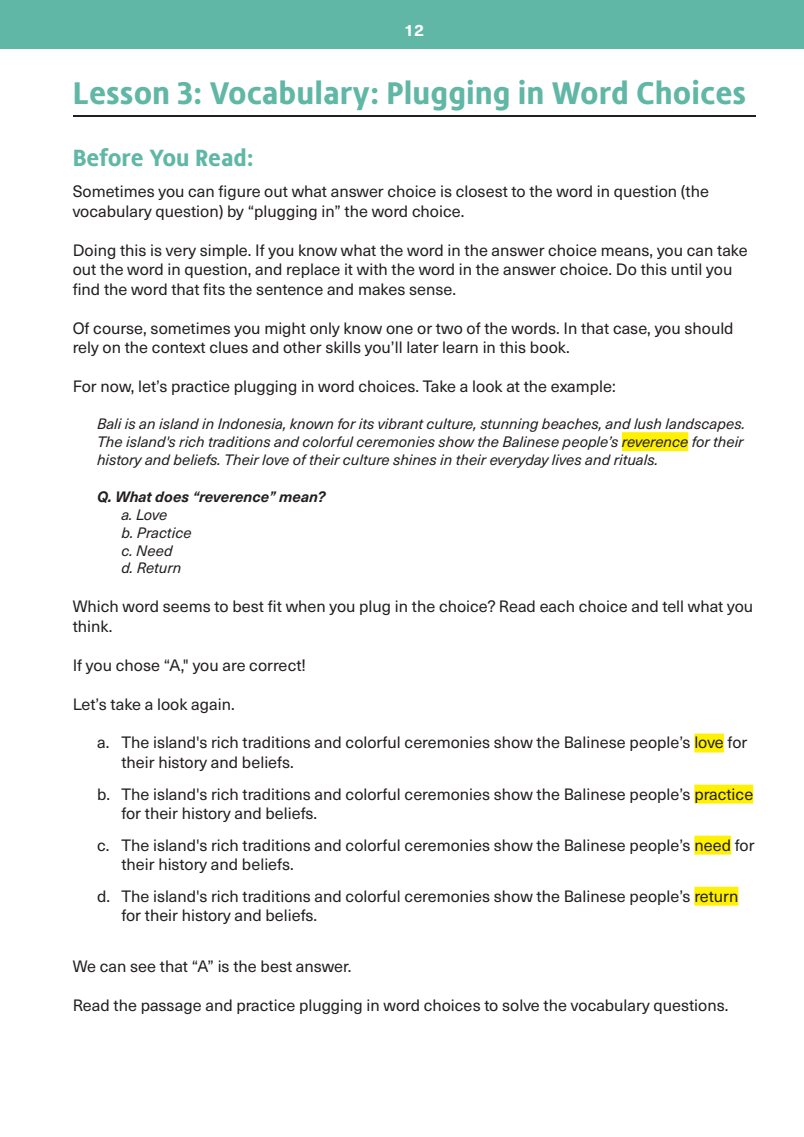 12
Lesson 3: Vocabulary: Plugging in Word Choices
Before You Read:
Sometimes you can figure out what answer choice is closest to the word in question (the
vocabulary question) by “plugging in” the word choice.
Doing this is very simple. If you know what the word in the answer choice means, you can take
out the word in question, and replace it with the word in the answer choice. Do this until you
find the word that fits the sentence and makes sense.
Of course, sometimes you might only know one or two of the words. In that case, you should
rely on the context clues and other skills you’ll later learn in this book.
For now, let’s practice plugging in word choices. Take a look at the example:
Bali is an island in Indonesia, known for its vibrant culture, stunning beaches, and lush landscapes.
The island's rich traditions and colorful ceremonies show the Balinese people’s reverence for their
history and beliefs. Their love of their culture shines in their everyday lives and rituals.
Q. What does “reverence” mean?
a. Love
b. Practice
c. Need
d. Return
Which word seems to best fit when you plug in the choice? Read each choice and tell what you
think.
If you chose “A," you are correct!
Let’s take a look again.
a. The island's rich traditions and colorful ceremonies show the Balinese people’s love for
their history and beliefs.
b. The island's rich traditions and colorful ceremonies show the Balinese people’s practice
for their history and beliefs.
c. The island's rich traditions and colorful ceremonies show the Balinese people’s need for
their history and beliefs.
d. The island's rich traditions and colorful ceremonies show the Balinese people’s return
for their history and beliefs.
We can see that “A” is the best answer.
Read the passage and practice plugging in word choices to solve the vocabulary questions.